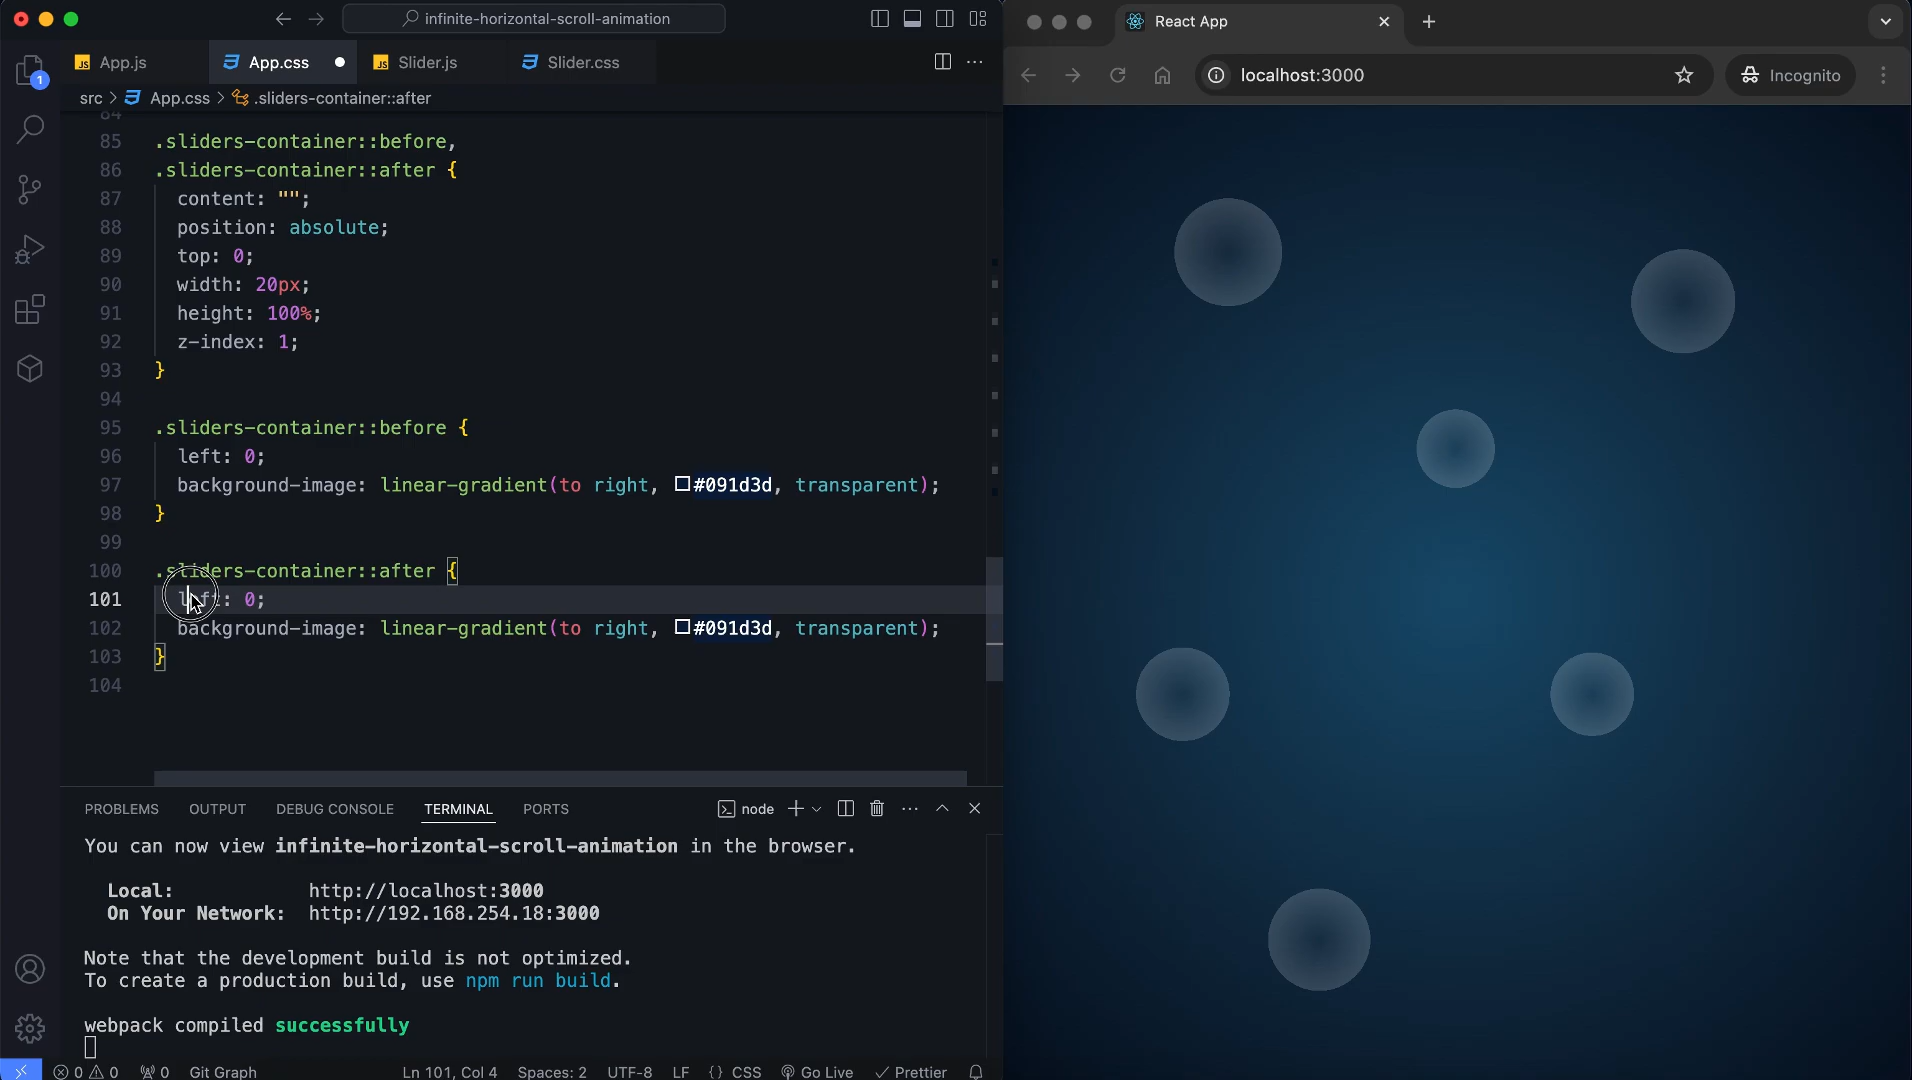 infinite-horizontal-scroll-animation
App.js
App.css
Slider.js
Slider.css
src > App.css > .sliders-container::after
84
85 .sliders-container::before,
86 .sliders-container::after {
87 content: "";
88 position: absolute;
89 top: 0;
90 width: 20px;
91 height: 100%;
92 z-index: 1;
93 }
94
95 .sliders-container::before {
96 left: 0;
97 background-image: linear-gradient(to right, #091d3d, transparent);
98 }
99
100 .sliders-container::after {
101 left: 0;
102 background-image: linear-gradient(to right, #091d3d, transparent);
103 }
104
1
PROBLEMS OUTPUT DEBUG CONSOLE TERMINAL PORTS
node
You can now view infinite-horizontal-scroll-animation in the browser.
Local: http://localhost:3000
On Your Network: http://192.168.254.18:3000
Note that the development build is not optimized.
To create a production build, use npm run build.
webpack compiled successfully
0 0 0 Git Graph Ln 101, Col 4 Spaces: 2 UTF-8 LF {} CSS Go Live Prettier
React App
localhost:3000
Incognito